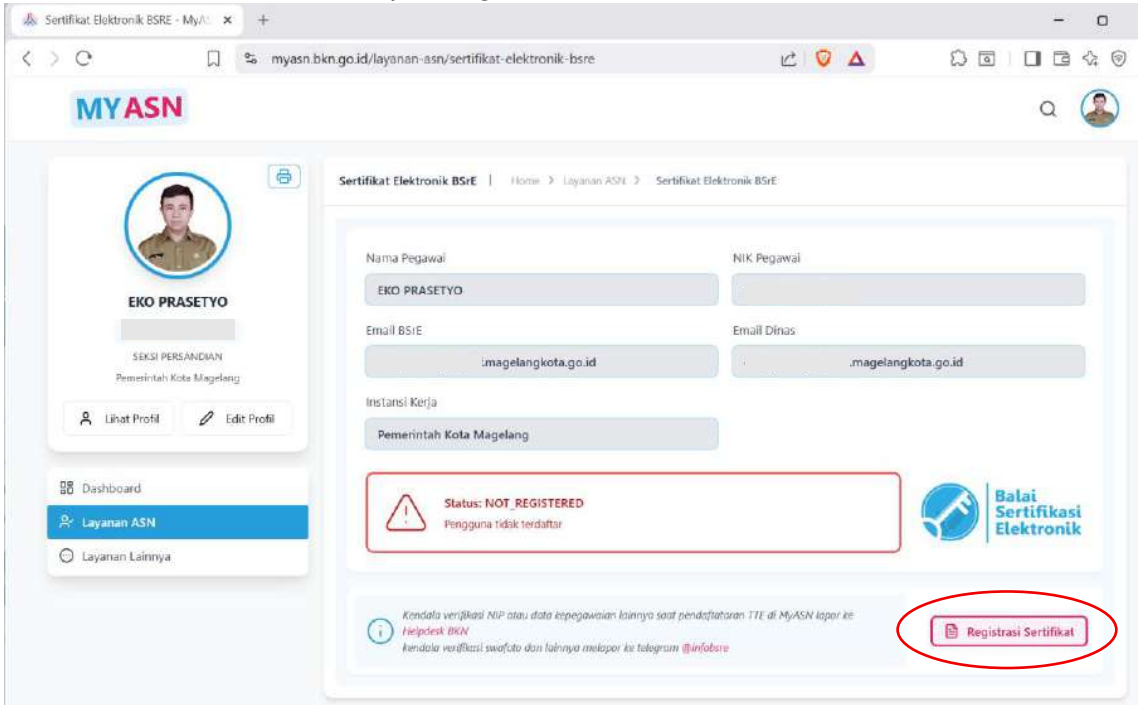 Sertifikat Elektronik BSRE - MyA
myasn.bkn.go.id/layanan-asn/sertifikat-elektronik-bsre
MYASN
EKO PRASETYO
SEKSI PERSANDIAN
Pemerintah Kota Magelang
Lihat Profil
Edit Profil
Dashboard
Layanan ASN
Layanan Lainnya
Sertifikat Elektronik BSrE | Home > Layanan ASN > Sertifikat Elektronik BSrE
Nama Pegawai
NIK Pegawai
EKO PRASETYO
Email BSrE
Email Dinas
.magelangkota.go.id
.magelangkota.go.id
Instansi Kerja
Pemerintah Kota Magelang
Status: NOT_REGISTERED
Pengguna tidak terdaftar
Balai
Sertifikasi
Elektronik
Kendala verifikasi NIP atau data kepegawaian lainnya saat pendaftataran TTE di MyASN lapor ke
Helpdesk BKN
kendala verifikasi swafoto dan lainnya melapor ke telegram @infobsre
Registrasi Sertifikat